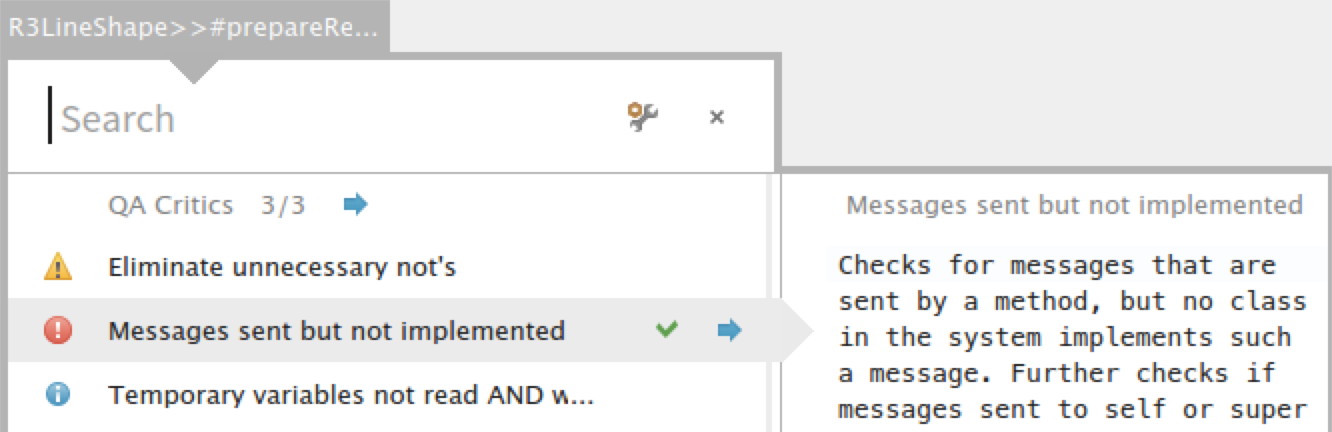 R3LineShape>>#prepareRe...
Search
QA Critics 3/3
Eliminate unnecessary not's
Messages sent but not implemented
Temporary variables not read AND w...
Messages sent but not implemented
Checks for messages that are
sent by a method, but no class
in the system implements such
a message. Further checks if
messages sent to self or super